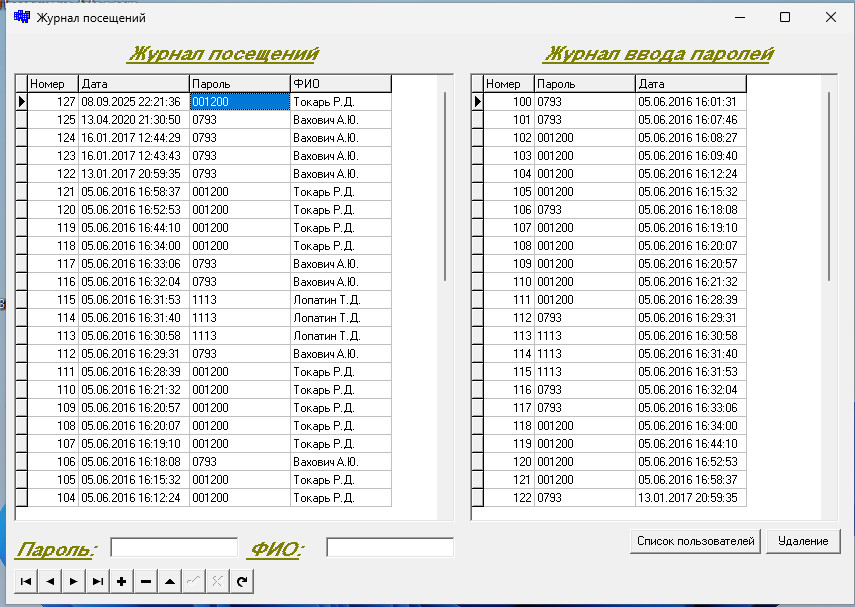 Журнал посещений
Журнал посещений
Номер Дата Пароль ФИО
127 08.09.2025 22:21:36 001200 Токарь Р.Д.
125 13.04.2020 21:30:50 0793 Вахович А.Ю.
124 16.01.2017 12:44:29 0793 Вахович А.Ю.
123 16.01.2017 12:43:43 0793 Вахович А.Ю.
122 13.01.2017 20:59:35 0793 Вахович А.Ю.
121 05.06.2016 16:58:37 001200 Токарь Р.Д.
120 05.06.2016 16:52:53 001200 Токарь Р.Д.
119 05.06.2016 16:44:10 001200 Токарь Р.Д.
118 05.06.2016 16:34:00 001200 Токарь Р.Д.
117 05.06.2016 16:33:06 0793 Вахович А.Ю.
116 05.06.2016 16:32:04 0793 Вахович А.Ю.
115 05.06.2016 16:31:53 1113 Лопатин Т.Д.
114 05.06.2016 16:31:40 1113 Лопатин Т.Д.
113 05.06.2016 16:30:58 1113 Лопатин Т.Д.
112 05.06.2016 16:29:31 0793 Вахович А.Ю.
111 05.06.2016 16:28:39 001200 Токарь Р.Д.
110 05.06.2016 16:21:32 001200 Токарь Р.Д.
109 05.06.2016 16:20:57 001200 Токарь Р.Д.
108 05.06.2016 16:20:07 001200 Токарь Р.Д.
107 05.06.2016 16:19:10 001200 Токарь Р.Д.
106 05.06.2016 16:18:08 0793 Вахович А.Ю.
105 05.06.2016 16:15:32 001200 Токарь Р.Д.
104 05.06.2016 16:12:24 001200 Токарь Р.Д.
Журнал ввода паролей
Номер Пароль Дата
100 0793 05.06.2016 16:01:31
101 0793 05.06.2016 16:07:46
102 001200 05.06.2016 16:08:27
103 001200 05.06.2016 16:09:40
104 001200 05.06.2016 16:12:24
105 001200 05.06.2016 16:15:32
106 0793 05.06.2016 16:18:08
107 001200 05.06.2016 16:19:10
108 001200 05.06.2016 16:20:07
109 001200 05.06.2016 16:20:57
110 001200 05.06.2016 16:21:32
111 001200 05.06.2016 16:28:39
112 0793 05.06.2016 16:29:31
113 1113 05.06.2016 16:30:58
114 1113 05.06.2016 16:31:40
115 1113 05.06.2016 16:31:53
116 0793 05.06.2016 16:32:04
117 0793 05.06.2016 16:33:06
118 001200 05.06.2016 16:34:00
119 001200 05.06.2016 16:44:10
120 001200 05.06.2016 16:52:53
121 001200 05.06.2016 16:58:37
122 0793 13.01.2017 20:59:35
Пароль: ФИО:
Список пользователей Удаление